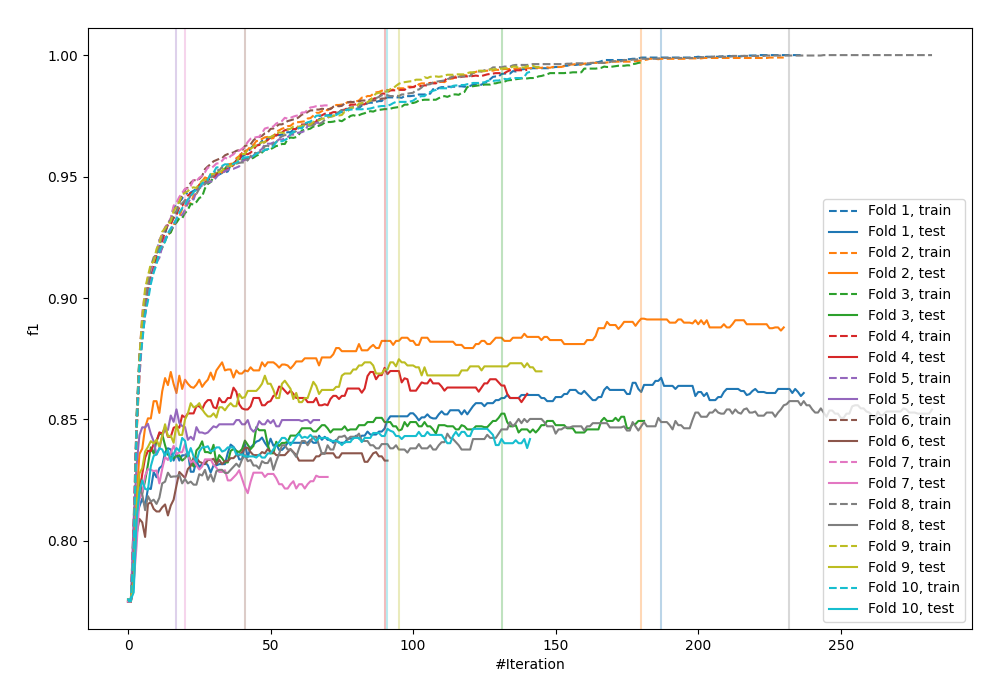 1.00
0.95
0.90
0.85
0.80
f1
0
50
100
150
200
250
#Iteration
Fold 1, train
Fold 1, test
Fold 2, train
Fold 2, test
Fold 3, train
Fold 3, test
Fold 4, train
Fold 4, test
Fold 5, train
Fold 5, test
Fold 6, train
Fold 6, test
Fold 7, train
Fold 7, test
Fold 8, train
Fold 8, test
Fold 9, train
Fold 9, test
Fold 10, train
Fold 10, test